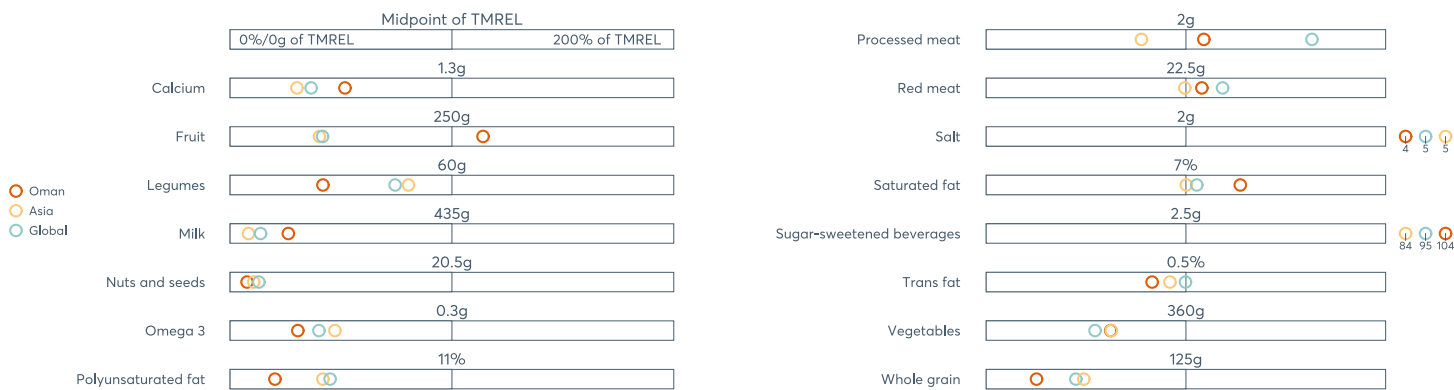 Midpoint of TMREL
0%/0g of TMREL 200% of TMREL
1.3g
Calcium
250g
Fruit
60g
Legumes
435g
Milk
20.5g
Nuts and seeds
0.3g
Omega 3
11%
Polyunsaturated fat
Oman
Asia
Global
2g
Processed meat
22.5g
Red meat
2g
Salt
4 5 5
7%
Saturated fat
2.5g
Sugar-sweetened beverages
84 95 104
0.5%
Trans fat
360g
Vegetables
125g
Whole grain